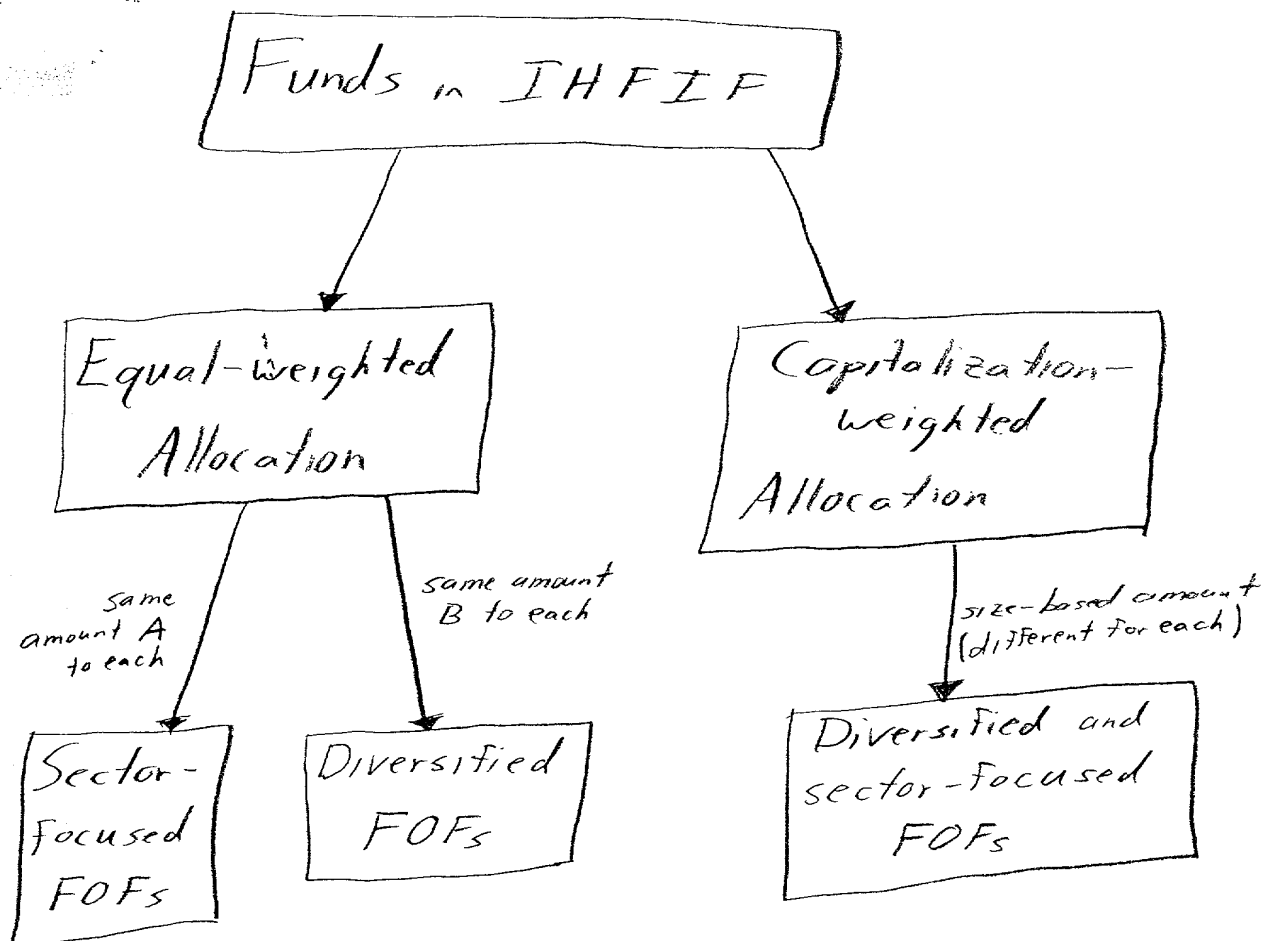 Funds in IHFIF
Equal-weighted
Allocation
Capitalization-
weighted
Allocation
same
amount A
to each
same amount
B to each
size-based amount
(different for each)
Sector-
focused
FOFs
Diversified
FOFs
Diversified and
sector-focused
FOFs